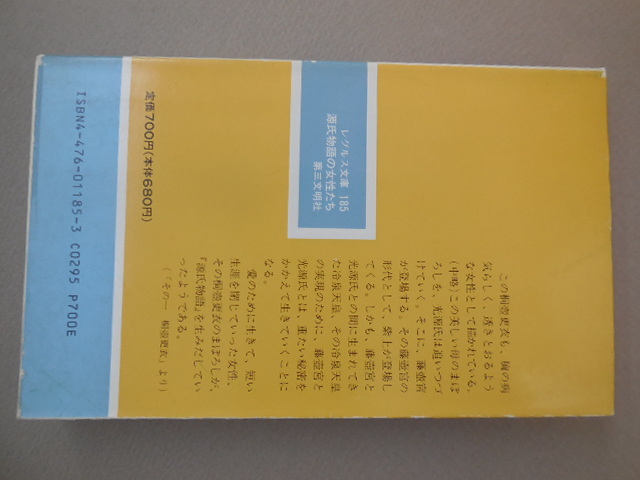 この桐壺更衣も、胸の病
気らしく、透きとおるよう
な女性として描かれている。
(中略)この美しい母のまぼ
ろしを、光源氏は追いつづ
けていく。そこに、藤壺宮
が登場する。その藤壺宮の
形代として、紫上が登場し
てくる。しかも、藤壺宮と
光源氏との間に生まれてき
た冷泉天皇、その冷泉天皇
の実現のために、藤壺宮と
光源氏とは、重たい秘密を
かかえて生きていくことに
なる。
愛のために生きて、短い
生涯を閉じていった女性、
その桐壺更衣のまぼろしが、
『源氏物語』を生みだしてい
ったようである。
(「その一 桐壺更衣」より)
レグルス文庫 185
源氏物語の女性たち
第三文明社
定価700円(本体680円)
ISBN4-476-01185-3 C0295 P700E